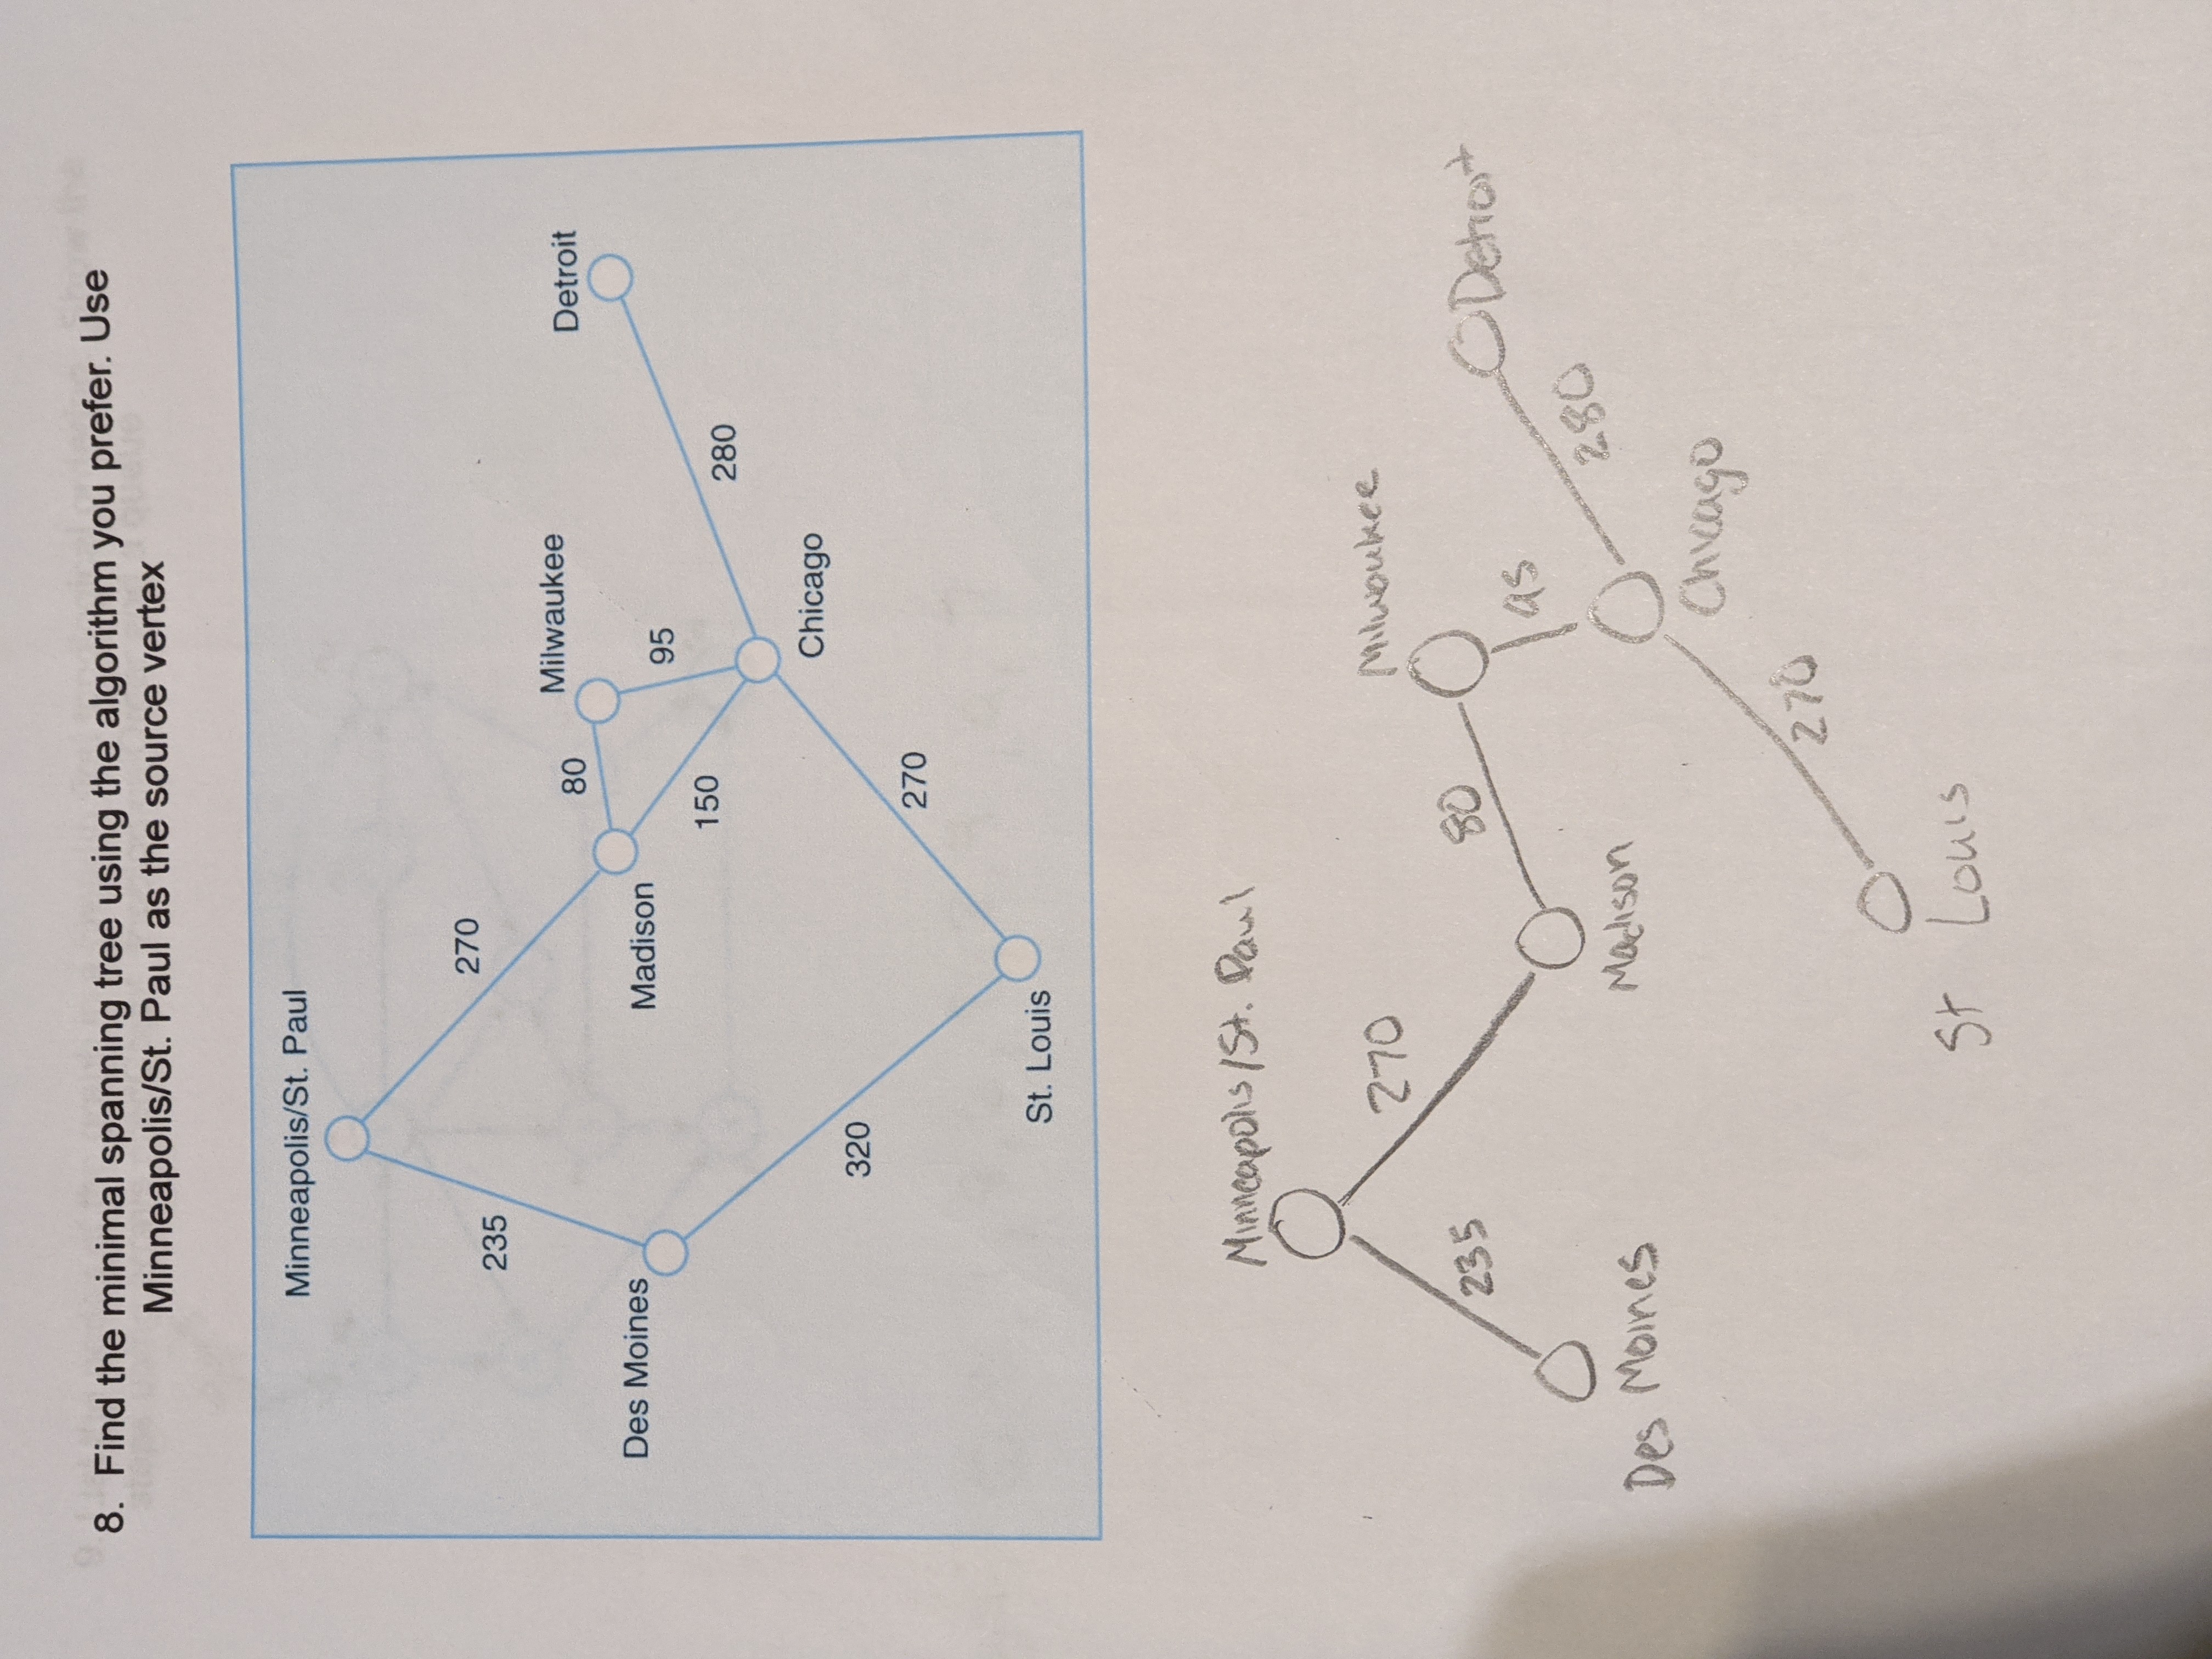 8. Find the minimal spanning tree using the algorithm you prefer. Use
Minneapolis/St. Paul as the source vertex
Minneapolis/St. Paul
270
235
Milwaukee
80
Detroit
Des Moines
Madison
95
150
280
Chicago
320
270
St. Louis
Minneapolis/St. Paul
270
Milwaukee
80
235
Detroit
95
280
Des Moines
Madison
Chicago
270
St Louis